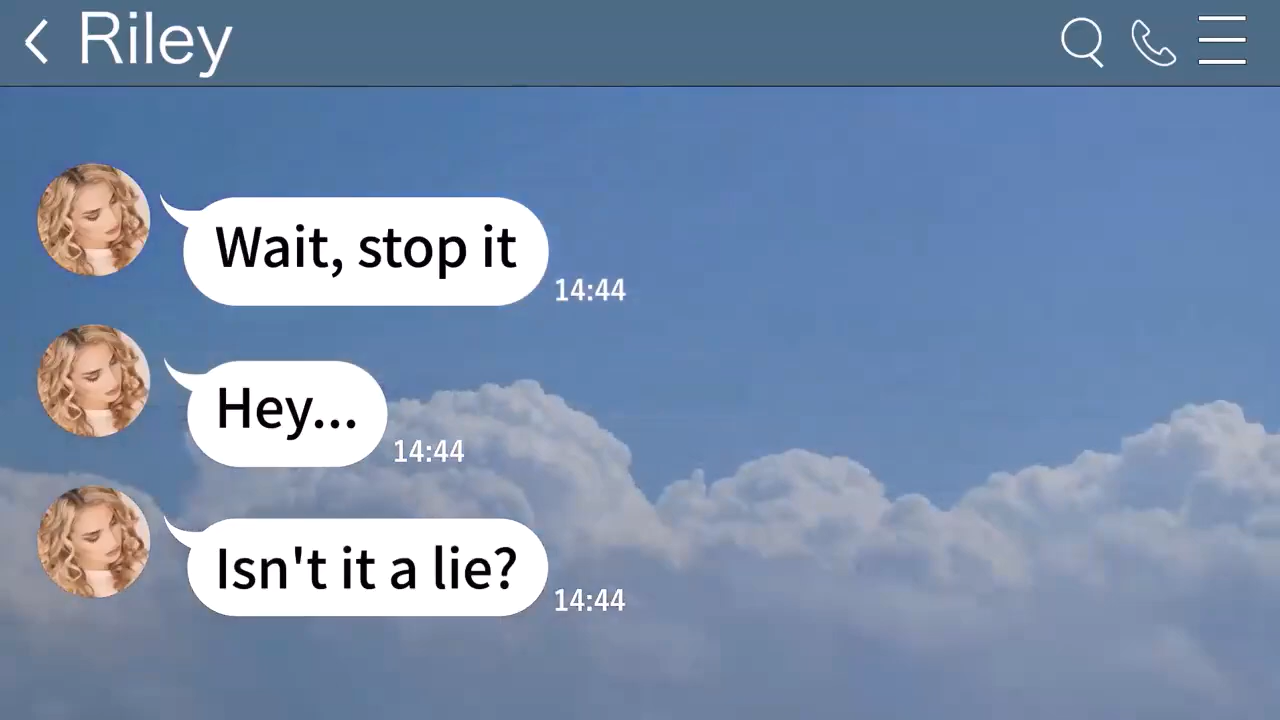 Riley
Wait, stop it
14:44
Hey...
14:44
Isn't it a lie?
14:44